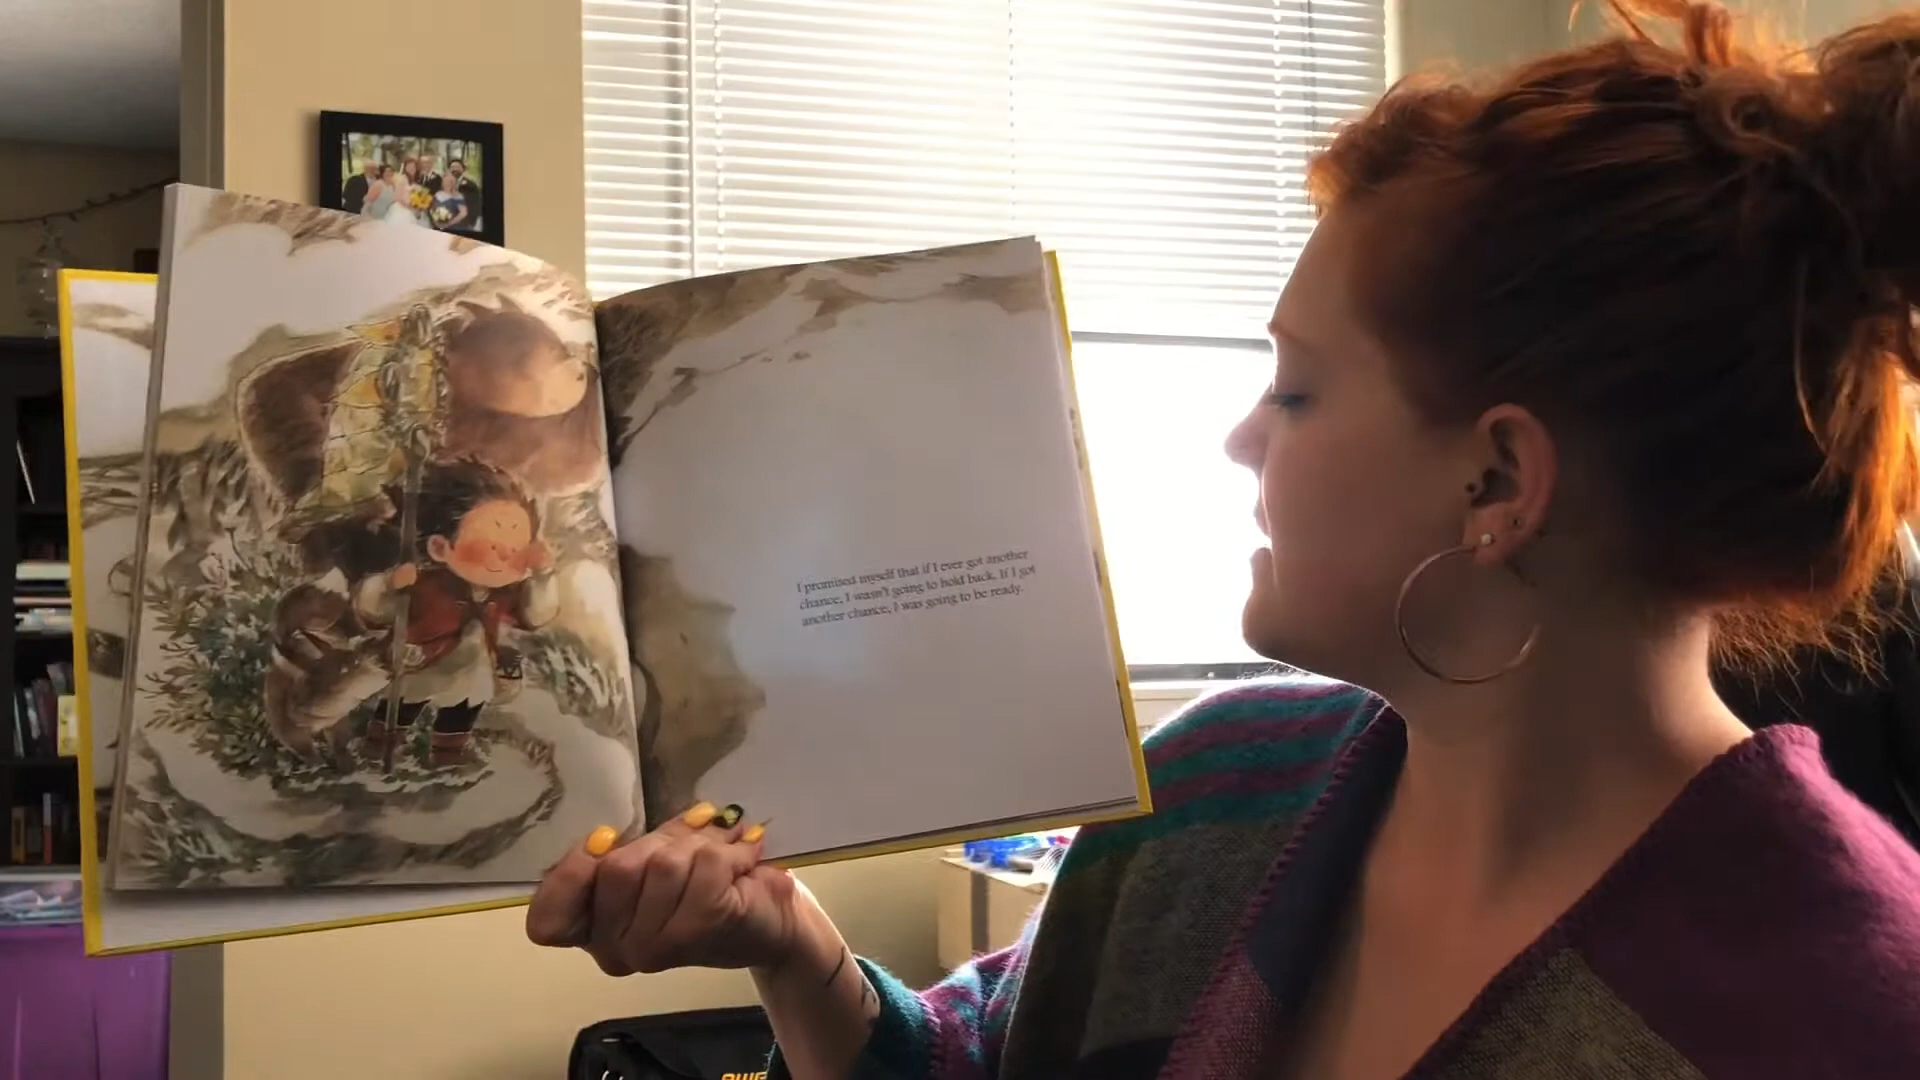 I promised myself that if I ever got another
chance, I wasn't going to hold back. If I got
another chance, I was going to be ready.